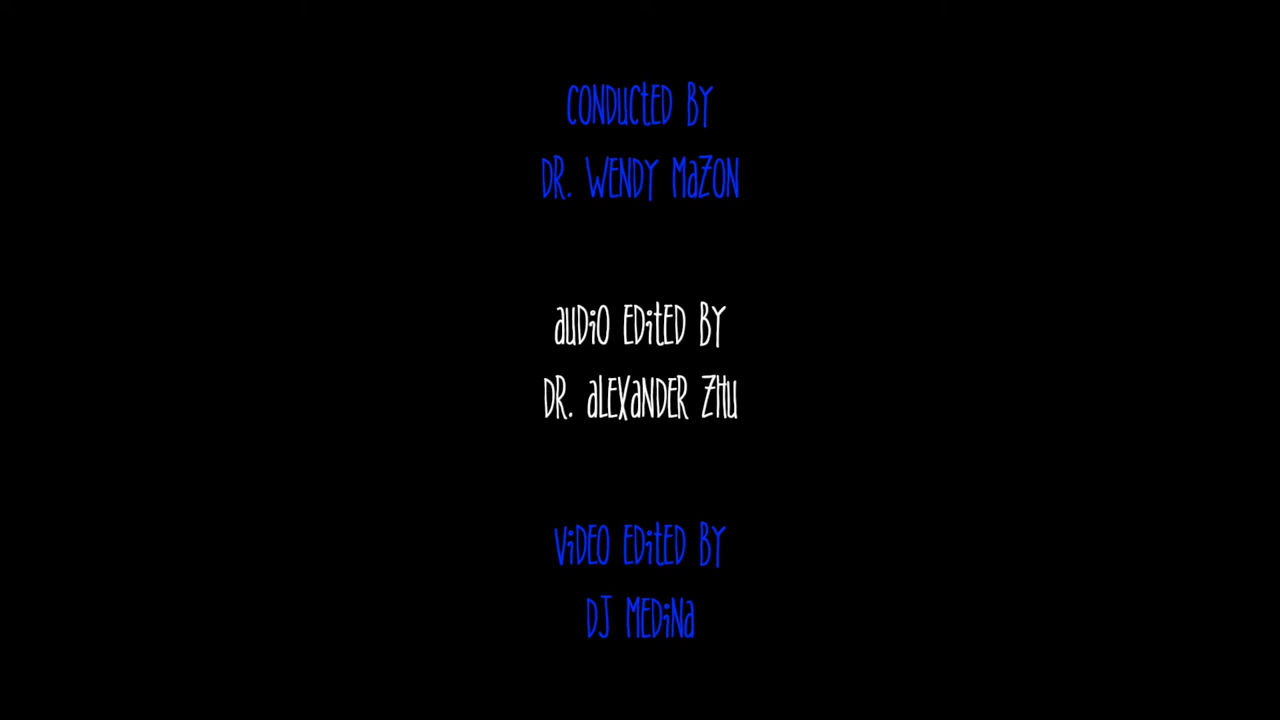 CONDUCTED BY
DR. WENDY MAZON
AUDIO EDITED BY
DR. ALEXANDER ZHU
VIDEO EDITED BY
DJ MEDINA